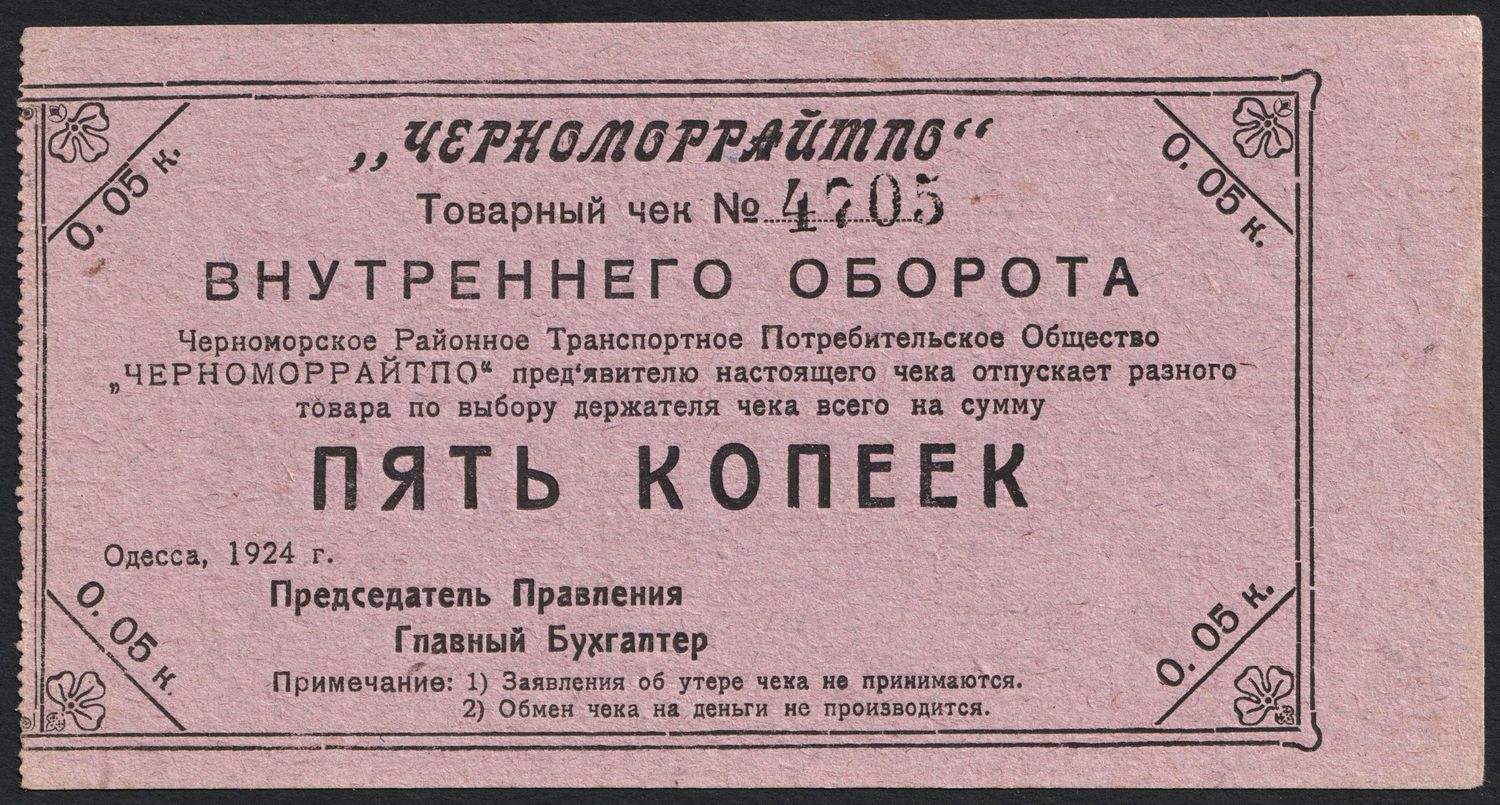 „ЧЕРНОМОРРАЙТПО“
0. 05 к.
0. 05 к.
Товарный чек № 4705
ВНУТРЕННЕГО ОБОРОТА
Черноморское Районное Транспортное Потребительское Общество
„ЧЕРНОМОРРАЙТПО“ пред‘явителю настоящего чека отпускает разного
товара по выбору держателя чека всего на сумму
ПЯТЬ КОПЕЕК
Одесса, 1924 г.
Председатель Правления
Главный Бухгалтер
0. 05 к.
0. 05 к.
Примечание: 1) Заявления об утере чека не принимаются.
2) Обмен чека на деньги не производится.